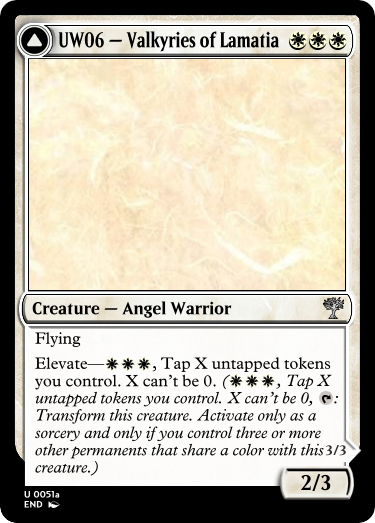 UW06 — Valkyries of Lamatia
Creature — Angel Warrior
Flying
Elevate—☀☀☀, Tap X untapped tokens
you control. X can't be 0. (☀☀☀, Tap X
untapped tokens you control. X can't be 0, :
Transform this creature. Activate only as a
sorcery and only if you control three or more
other permanents that share a color with this
creature.)
3/3
2/3
U 0051a
END